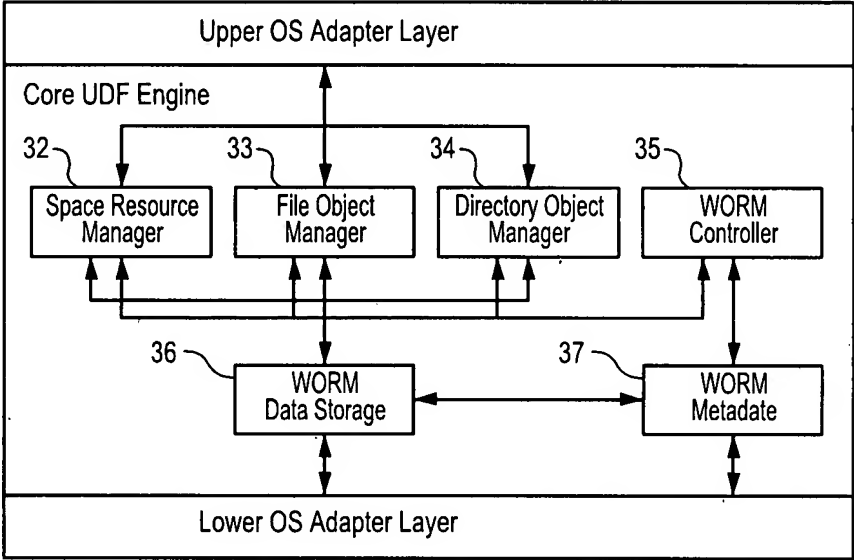 Upper OS Adapter Layer
Core UDF Engine
32
33
34
35
Space Resource
Manager
File Object
Manager
Directory Object
Manager
WORM
Controller
36
37
WORM
Data Storage
WORM
Metadate
Lower OS Adapter Layer